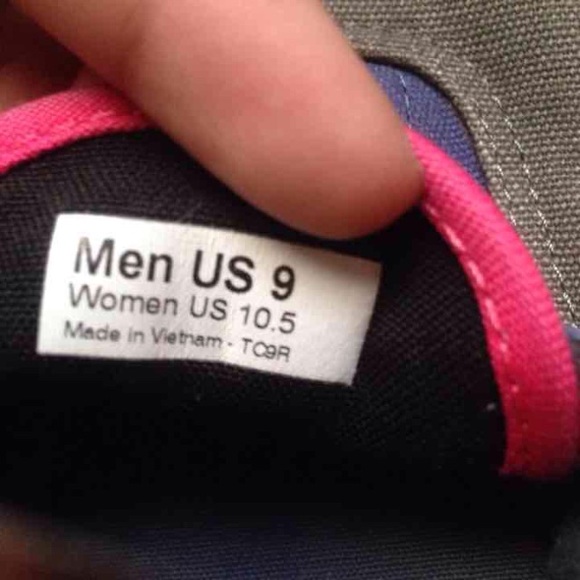 Men US 9
Women US 10.5
Made in Vietnam - TC9R